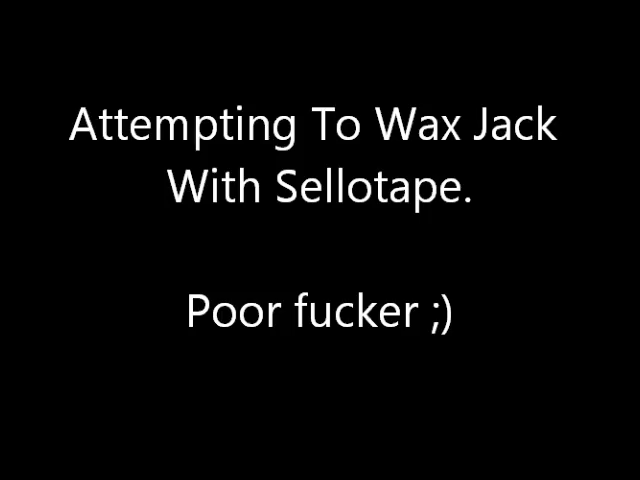 Attempting To Wax Jack
With Sellotape.
Poor fucker ;)